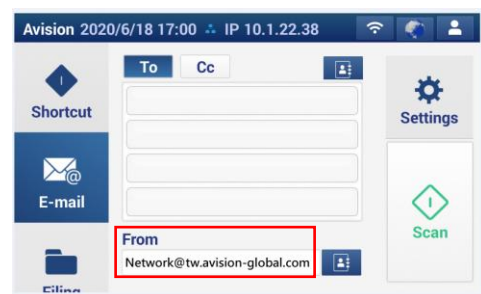 Avision 2020/6/18 17:00 IP 10.1.22.38
To Cc
Shortcut
Settings
E-mail
Scan
From
Network@tw.avision-global.com
Filing